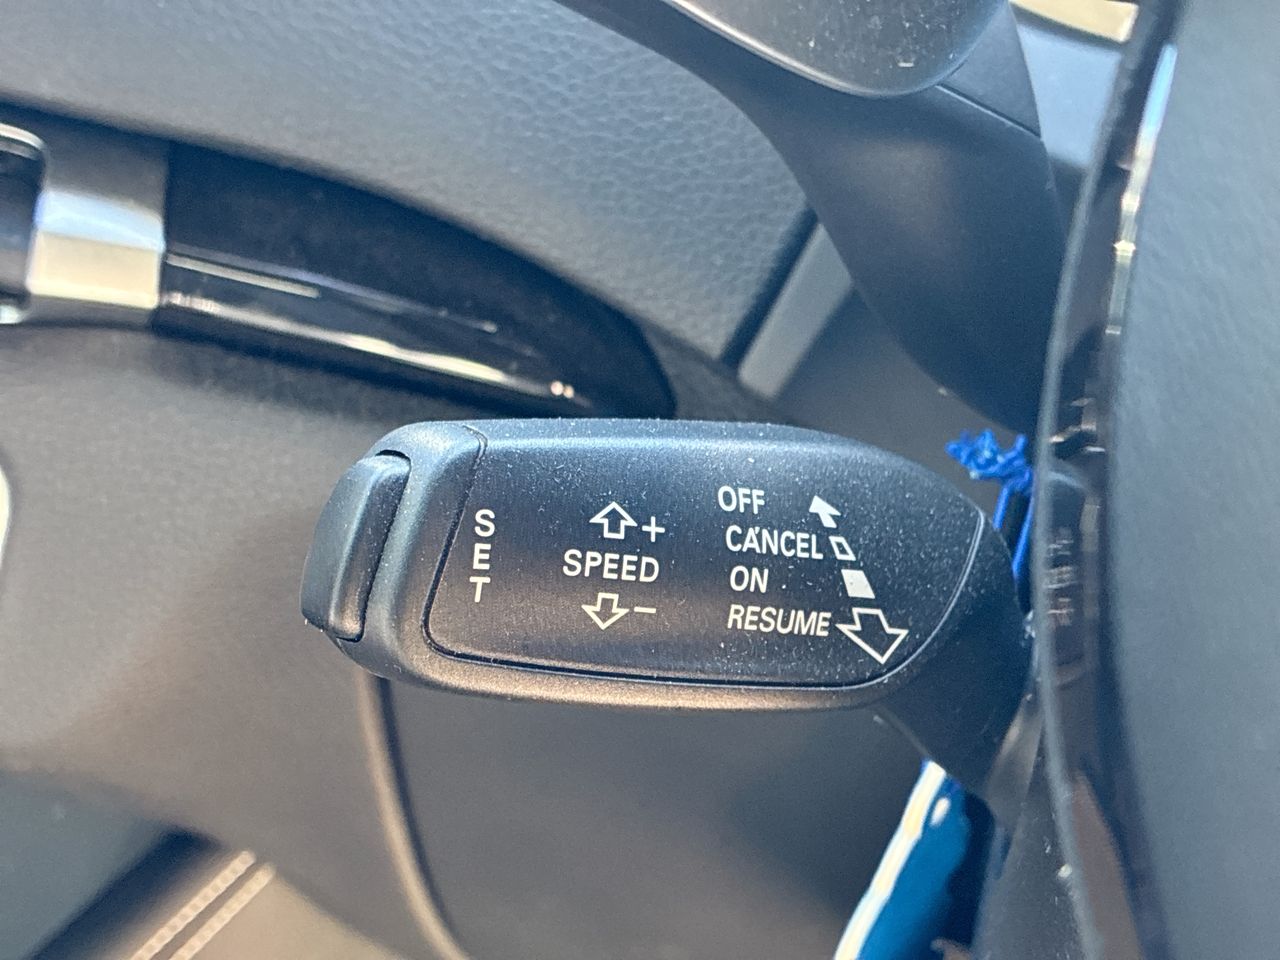 SET
+
SPEED
−
OFF
CANCEL
ON
RESUME